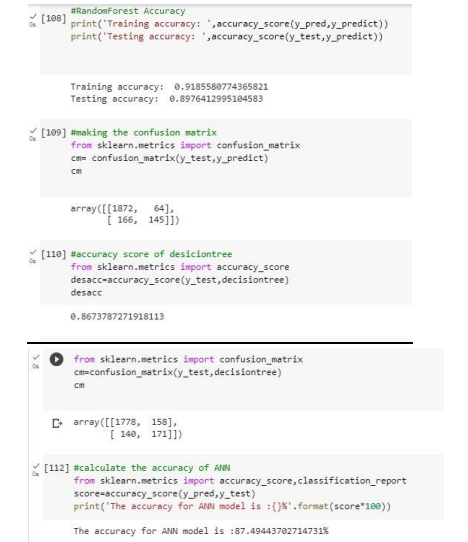 [108] #RandomForest Accuracy
print('Training accuracy: ',accuracy_score(y_pred,y_predict))
print('Testing accuracy: ',accuracy_score(y_test,y_predict))
0s
Training accuracy:  0.9185580774365821
Testing accuracy:  0.8976412995104583
[109] #making the confusion matrix
0s
from sklearn.metrics import confusion_matrix
cm= confusion_matrix(y_test,y_predict)
cm
array([[1872,   64],
[ 166,  145]])
[110] #accuracy score of desiciontree
0s
from sklearn.metrics import accuracy_score
desacc=accuracy_score(y_test,decisiontree)
desacc
0.8673787271918113
from sklearn.metrics import confusion_matrix
0s
cm=confusion_matrix(y_test,decisiontree)
cm
array([[1778,  158],
[ 140,  171]])
[112] #calculate the accuracy of ANN
0s
from sklearn.metrics import accuracy_score,classification_report
score=accuracy_score(y_pred,y_test)
print('The accuracy for ANN model is :{}%'.format(score*100))
The accuracy for ANN model is :87.49443702714731%